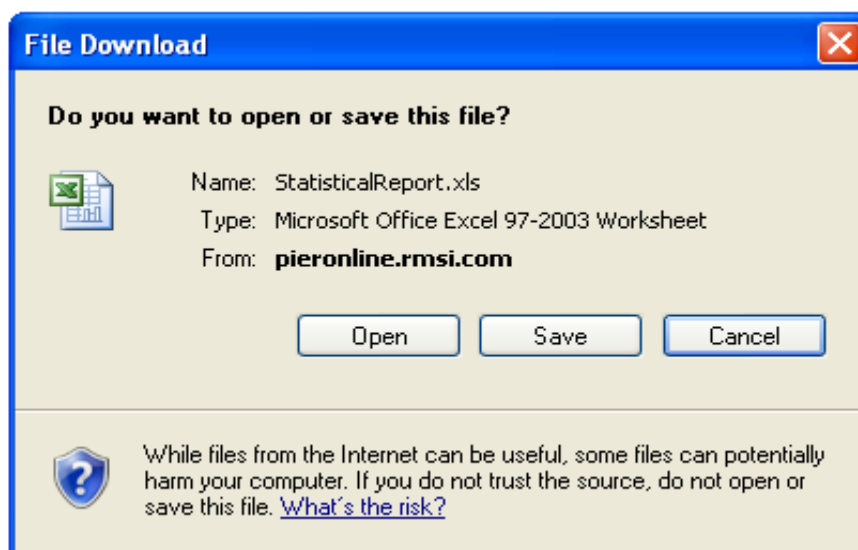 File Download
Do you want to open or save this file?
Name: StatisticalReport.xls
Type: Microsoft Office Excel 97-2003 Worksheet
From: pieronline.rmsi.com
Open Save Cancel
While files from the Internet can be useful, some files can potentially
harm your computer. If you do not trust the source, do not open or
save this file. What's the risk?